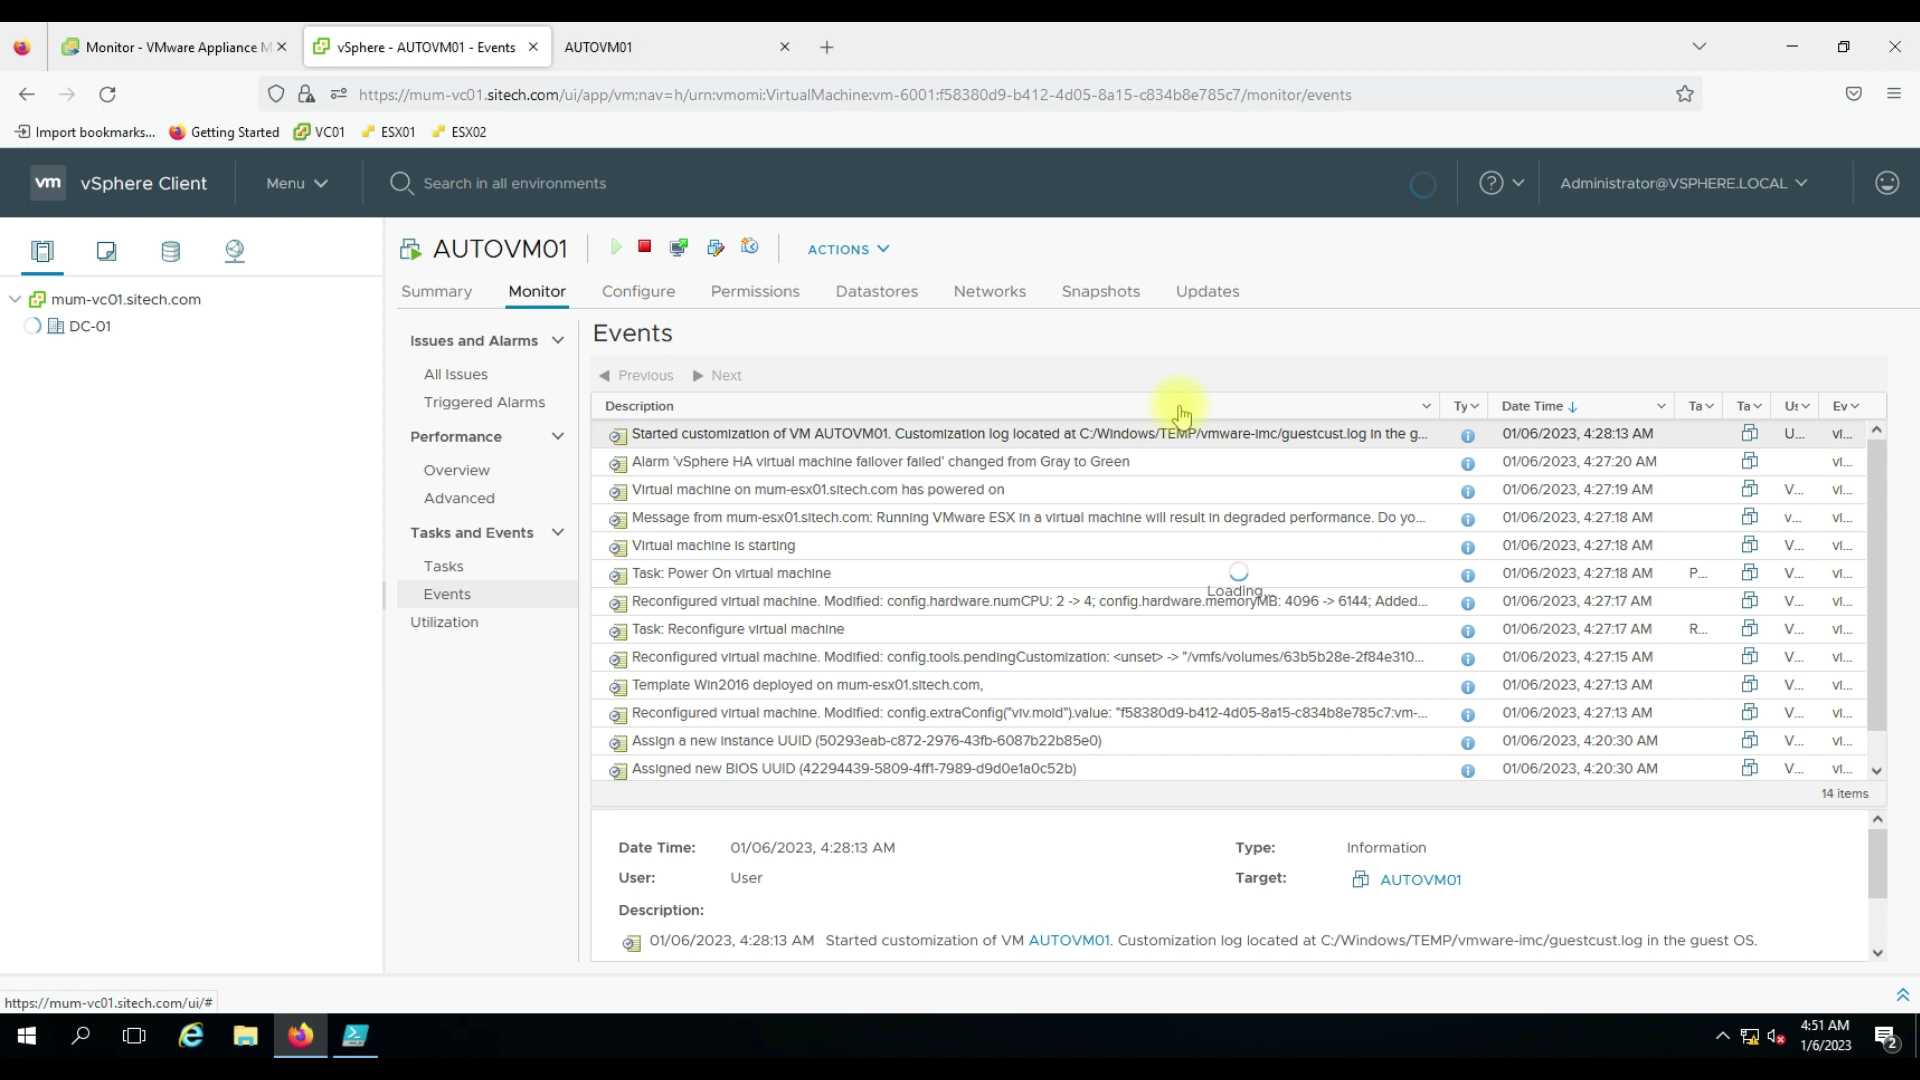 Monitor - VMware Appliance M
vSphere - AUTOVM01 - Events
AUTOVM01
https://mum-vc01.sitech.com/ui/app/vm;nav=h/urn:vmomi:VirtualMachine:vm-6001:f58380d9-b412-4d05-8a15-c834b8e785c7/monitor/events
Import bookmarks... Getting Started VC01 ESX01 ESX02
vm vSphere Client Menu Search in all environments Administrator@VSPHERE.LOCAL
AUTOVM01 ACTIONS
Summary Monitor Configure Permissions Datastores Networks Snapshots Updates
mum-vc01.sitech.com
DC-01
Issues and Alarms
All Issues
Triggered Alarms
Performance
Overview
Advanced
Tasks and Events
Tasks
Events
Utilization
Events
Previous Next
Description Ty Date Time Ta Ta Us Ev
Started customization of VM AUTOVM01. Customization log located at C:/Windows/TEMP/vmware-imc/guestcust.log in the g... 01/06/2023, 4:28:13 AM U... vi...
Alarm 'vSphere HA virtual machine failover failed' changed from Gray to Green 01/06/2023, 4:27:20 AM vi...
Virtual machine on mum-esx01.sitech.com has powered on 01/06/2023, 4:27:19 AM V... vi...
Message from mum-esx01.sitech.com: Running VMware ESX in a virtual machine will result in degraded performance. Do yo... 01/06/2023, 4:27:18 AM v... vi...
Virtual machine is starting 01/06/2023, 4:27:18 AM V... vi...
Task: Power On virtual machine 01/06/2023, 4:27:18 AM P... V... vi...
Loading...
Reconfigured virtual machine. Modified: config.hardware.numCPU: 2 -> 4; config.hardware.memoryMB: 4096 -> 6144; Added... 01/06/2023, 4:27:17 AM V... vi...
Task: Reconfigure virtual machine 01/06/2023, 4:27:17 AM R... V... vi...
Reconfigured virtual machine. Modified: config.tools.pendingCustomization: <unset> -> "/vmfs/volumes/63b5b28e-2f84e310... 01/06/2023, 4:27:15 AM V... vi...
Template Win2016 deployed on mum-esx01.sitech.com, 01/06/2023, 4:27:13 AM V... vi...
Reconfigured virtual machine. Modified: config.extraConfig("viv.moid").value: "f58380d9-b412-4d05-8a15-c834b8e785c7:vm-... 01/06/2023, 4:27:13 AM V... vi...
Assign a new instance UUID (50293eab-c872-2976-43fb-6087b22b85e0) 01/06/2023, 4:20:30 AM V... vi...
Assigned new BIOS UUID (42294439-5809-4ff1-7989-d9d0e1a0c52b) 01/06/2023, 4:20:30 AM V... vi...
14 items
Date Time: 01/06/2023, 4:28:13 AM Type: Information
User: User Target: AUTOVM01
Description:
01/06/2023, 4:28:13 AM Started customization of VM AUTOVM01. Customization log located at C:/Windows/TEMP/vmware-imc/guestcust.log in the guest OS.
https://mum-vc01.sitech.com/ui/#
4:51 AM
1/6/2023
2